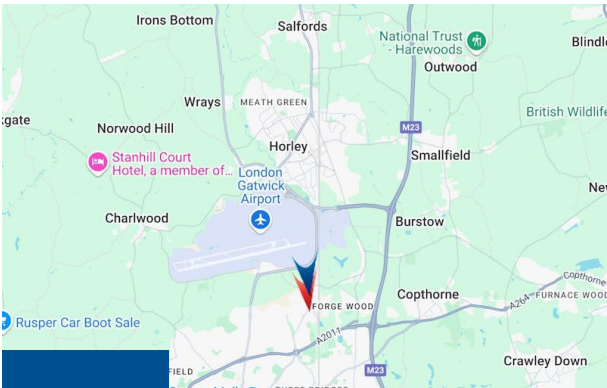 Irons Bottom
Salfords
National Trust
- Harewoods
Outwood
Blindl
Wrays
MEATH GREEN
M23
British Wildlife
kgate
Norwood Hill
Horley
Smallfield
Stanhill Court
Hotel, a member of...
London
Gatwick
Airport
Charlwood
Burstow
Copthorne
Copthorne
FURNACE WOOD
A264
FORGE WOOD
Rusper Car Boot Sale
A2011
FIELD
M23
Crawley Down